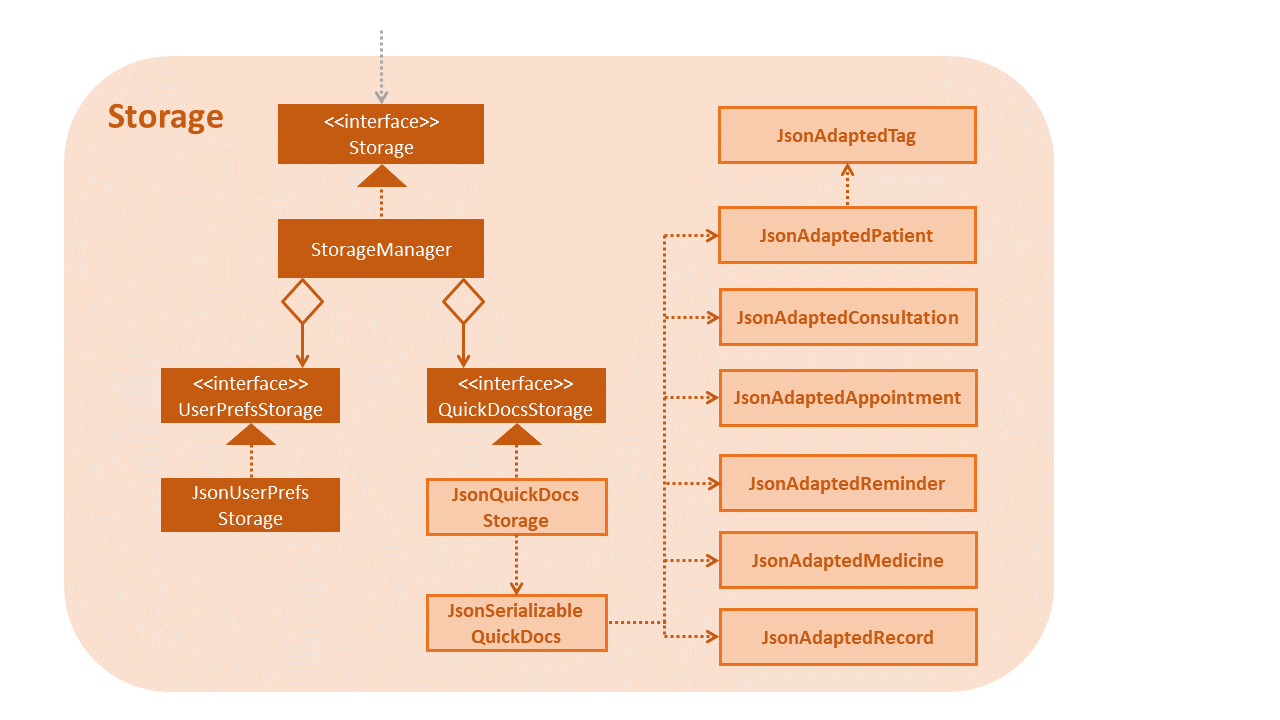 Storage
<<interface>>
Storage
StorageManager
<<interface>>
UserPrefsStorage
<<interface>>
QuickDocsStorage
JsonUserPrefs
Storage
JsonQuickDocs
Storage
JsonSerializable
QuickDocs
JsonAdaptedTag
JsonAdaptedPatient
JsonAdaptedConsultation
JsonAdaptedAppointment
JsonAdaptedReminder
JsonAdaptedMedicine
JsonAdaptedRecord